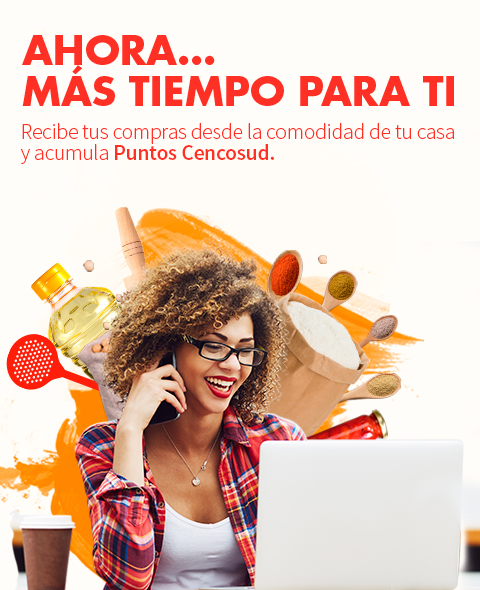 AHORA...
MÁS TIEMPO PARA TI
Recibe tus compras desde la comodidad de tu casa
y acumula Puntos Cencosud.